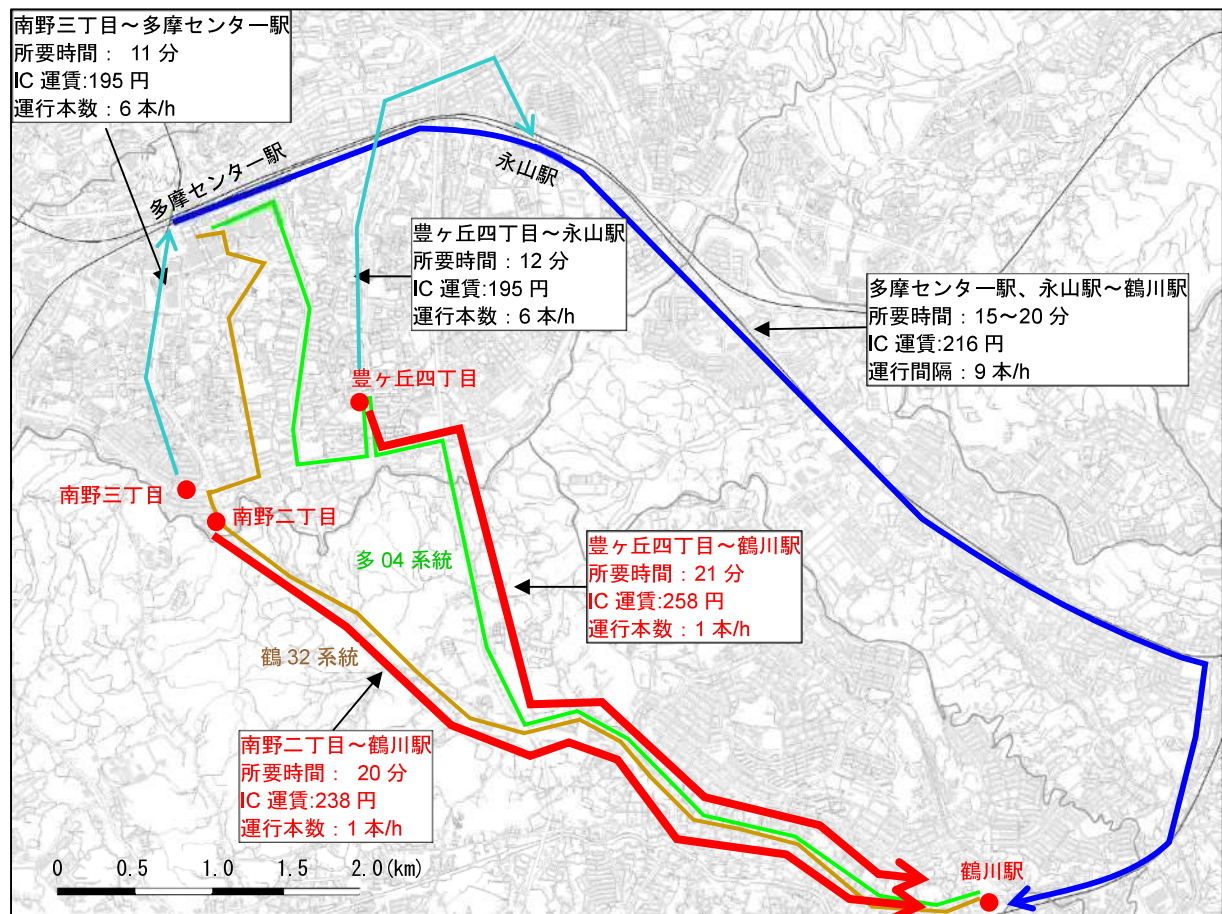 南野三丁目～多摩センター駅
所要時間： 11 分
IC 運賃:195 円
運行本数：6 本/h
多摩センター駅
永山駅
豊ヶ丘四丁目～永山駅
所要時間：12 分
IC 運賃:195 円
運行本数：6 本/h
多摩センター駅、永山駅～鶴川駅
所要時間：15～20 分
IC 運賃:216 円
運行間隔：9 本/h
豊ヶ丘四丁目
南野三丁目
南野二丁目
多 04 系統
豊ヶ丘四丁目～鶴川駅
所要時間：21 分
IC 運賃:258 円
運行本数：1 本/h
鶴 32 系統
南野二丁目～鶴川駅
所要時間： 20 分
IC 運賃:238 円
運行本数：1 本/h
0 0.5 1.0 1.5 2.0(km)
鶴川駅